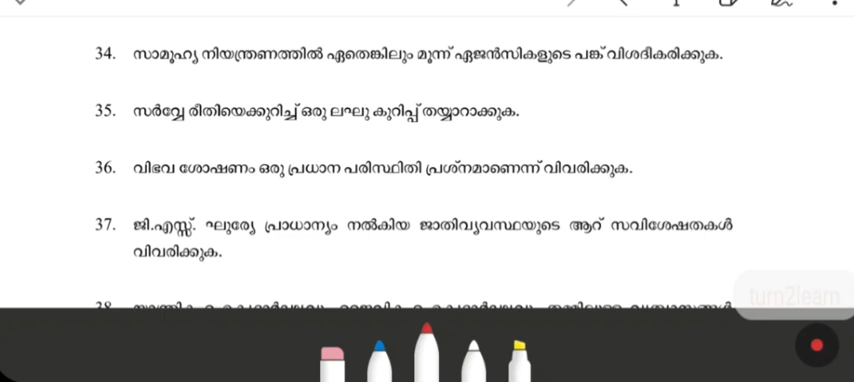 34. സാമൂഹ്യ നിയന്ത്രണത്തിൽ ഏതെങ്കിലും മൂന്ന് ഏജൻസികളുടെ പങ്ക് വിശദീകരിക്കുക.
35. സർവ്വേ രീതിയെക്കുറിച്ച് ഒരു ലഘു കുറിപ്പ് തയ്യാറാക്കുക.
36. വിഭവ ശോഷണം ഒരു പ്രധാന പരിസ്ഥിതി പ്രശ്നമാണെന്ന് വിവരിക്കുക.
37. ജി.എസ്സ്. ഘുര്യേ പ്രാധാന്യം നൽകിയ ജാതിവ്യവസ്ഥയുടെ ആറ് സവിശേഷതകൾ
വിവരിക്കുക.
turn2learn
38